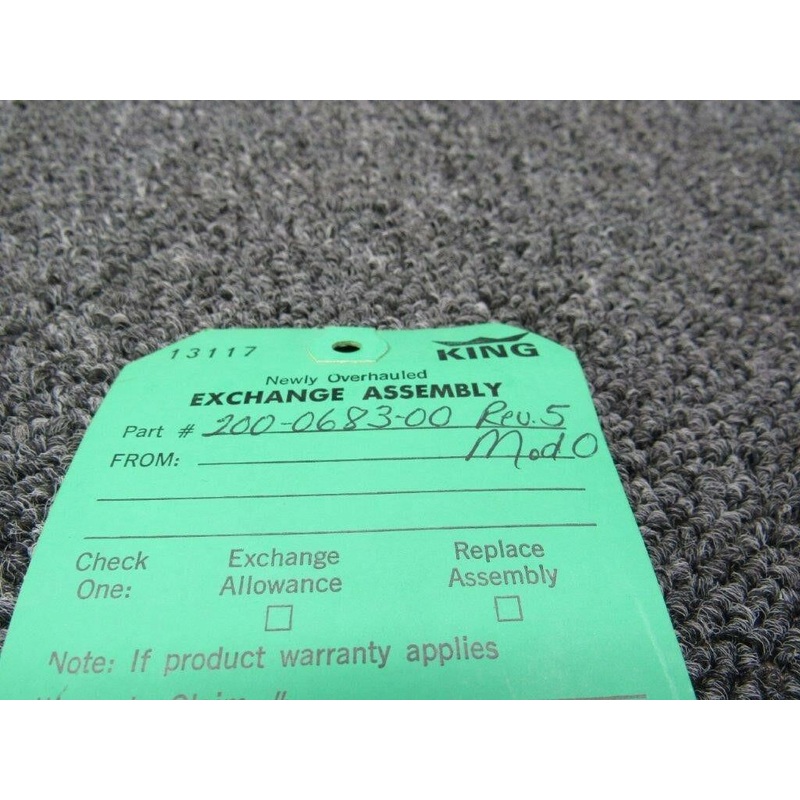 13117
KING
Newly Overhauled
EXCHANGE ASSEMBLY
Part # 200-0683-00 Rev. 5
FROM: Mod 0
Check One:
Exchange Allowance
Replace Assembly
Note: If product warranty applies